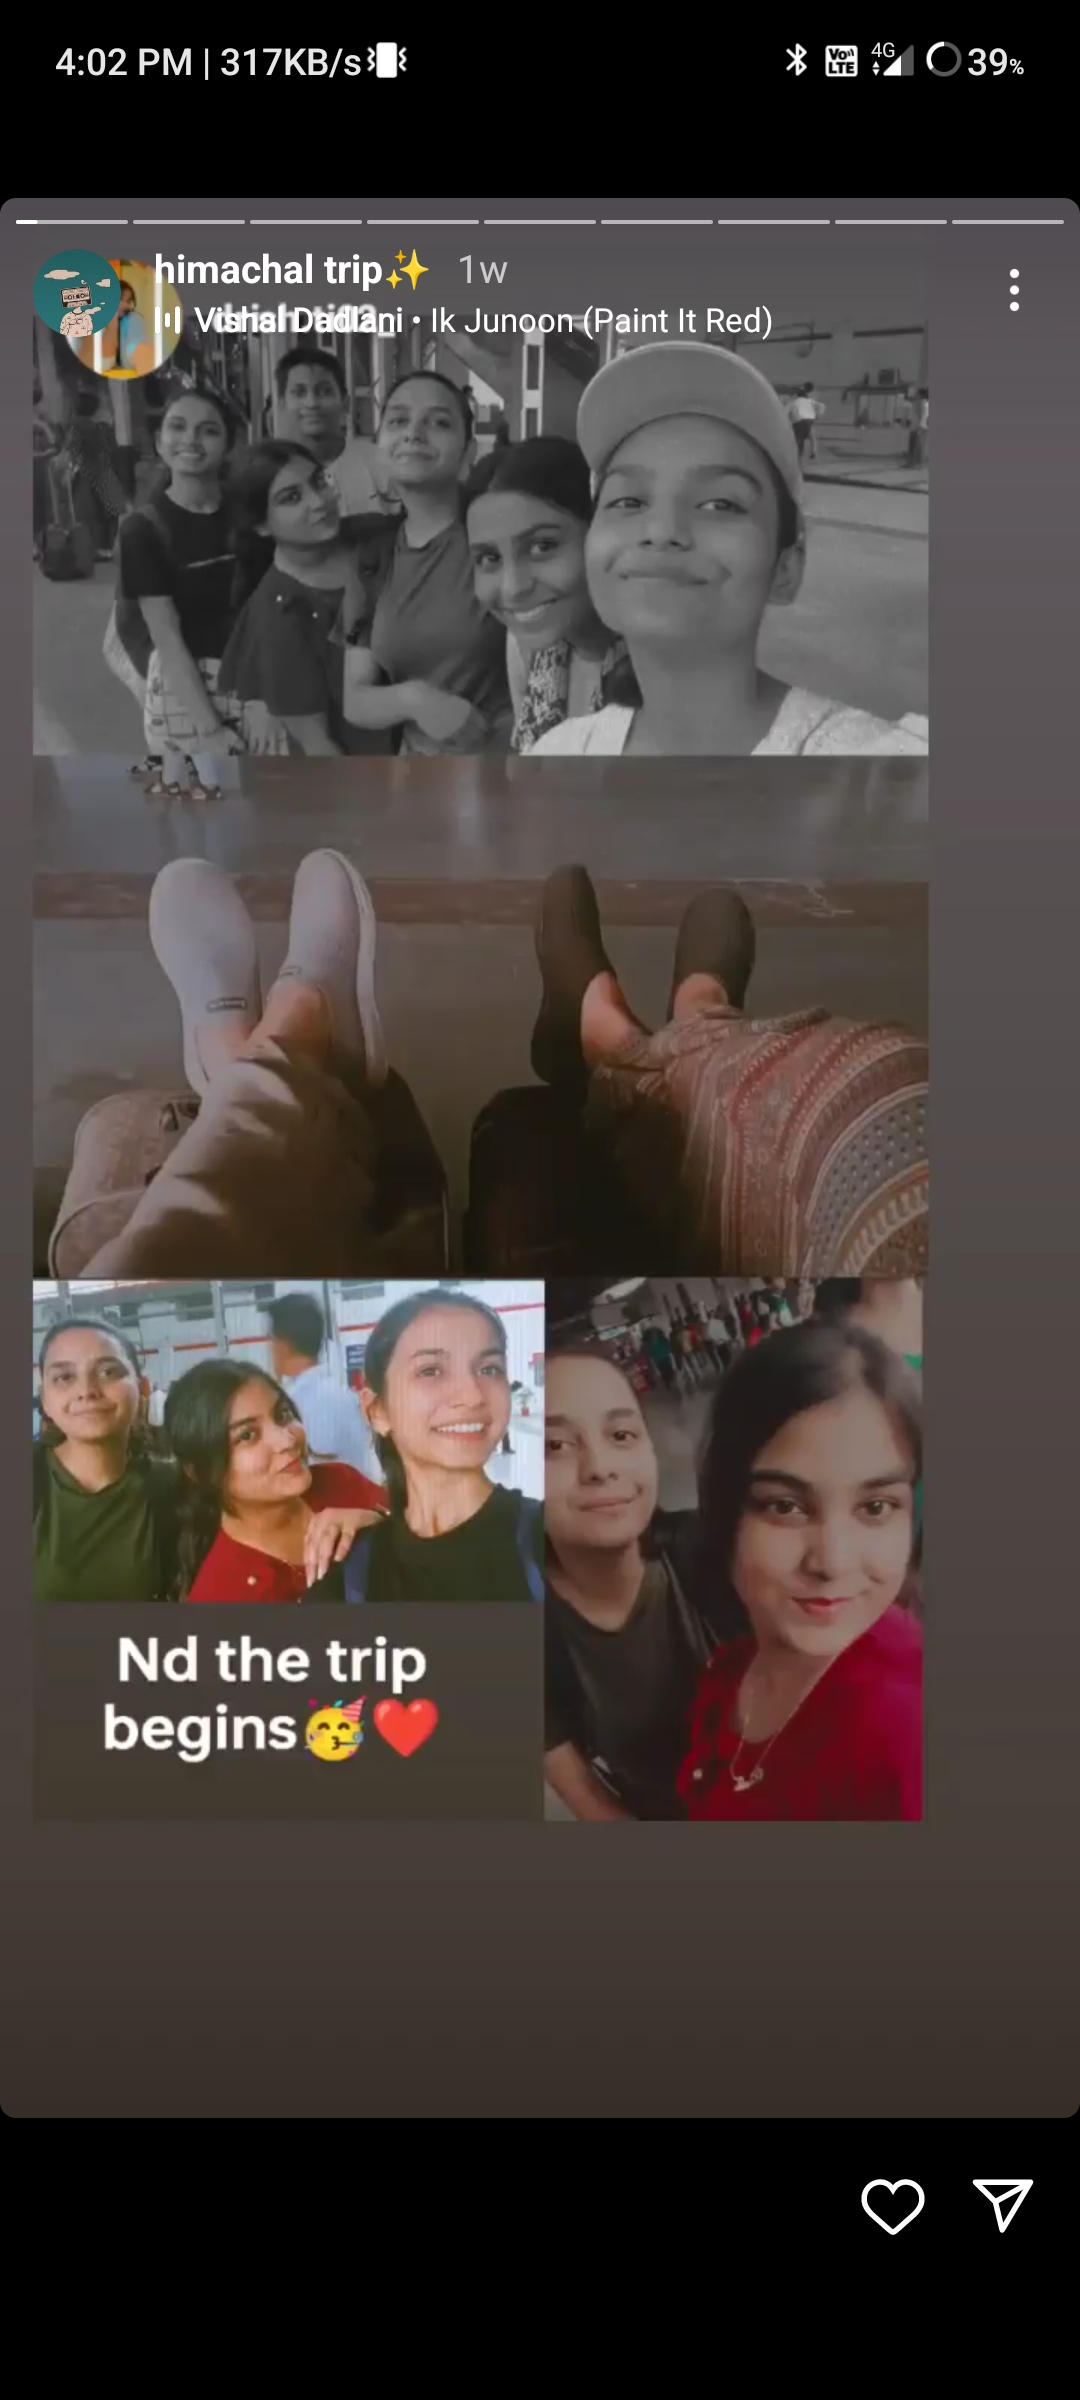 4:02 PM | 317KB/s
Vo))
LTE
4G
39%
himachal trip✨ 1w
Vishal Dadlani • Ik Junoon (Paint It Red)
Nd the trip
begins🥳❤️